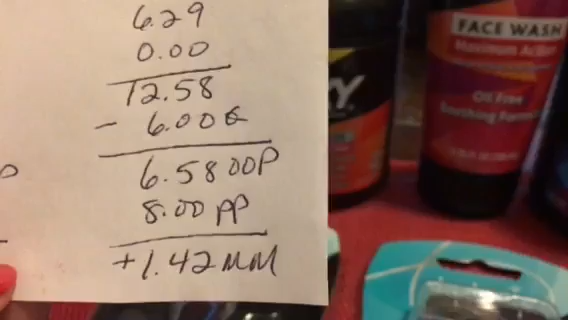 6.29
0.00
12.58
- 6.00 C
6.58 OOP
8.00 PP
+1.42 MM
FACE WASH
Maximum Action
Oil Free
Soothing Formula